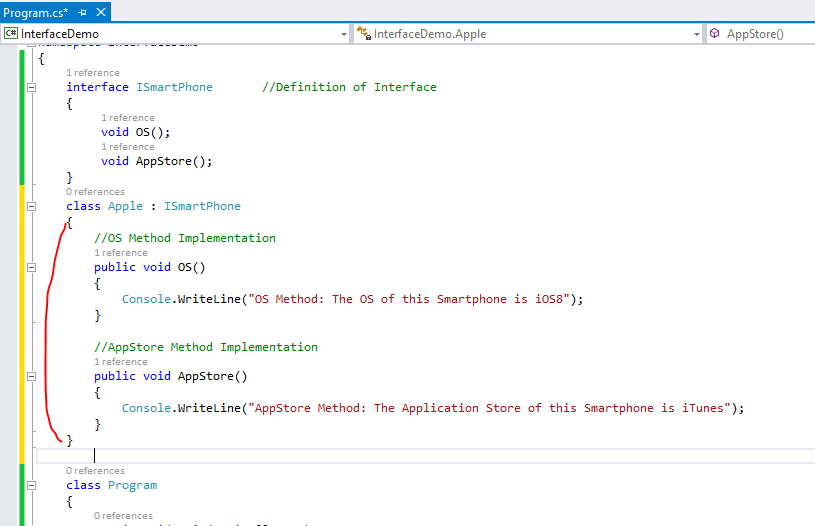 Program.cs*
C# InterfaceDemo InterfaceDemo.Apple AppStore()
{
1 reference
interface ISmartPhone //Definition of Interface
{
1 reference
void OS();
1 reference
void AppStore();
}
0 references
class Apple : ISmartPhone
{
//OS Method Implementation
1 reference
public void OS()
{
Console.WriteLine("OS Method: The OS of this Smartphone is iOS8");
}
//AppStore Method Implementation
1 reference
public void AppStore()
{
Console.WriteLine("AppStore Method: The Application Store of this Smartphone is iTunes");
}
}
0 references
class Program
{
0 references